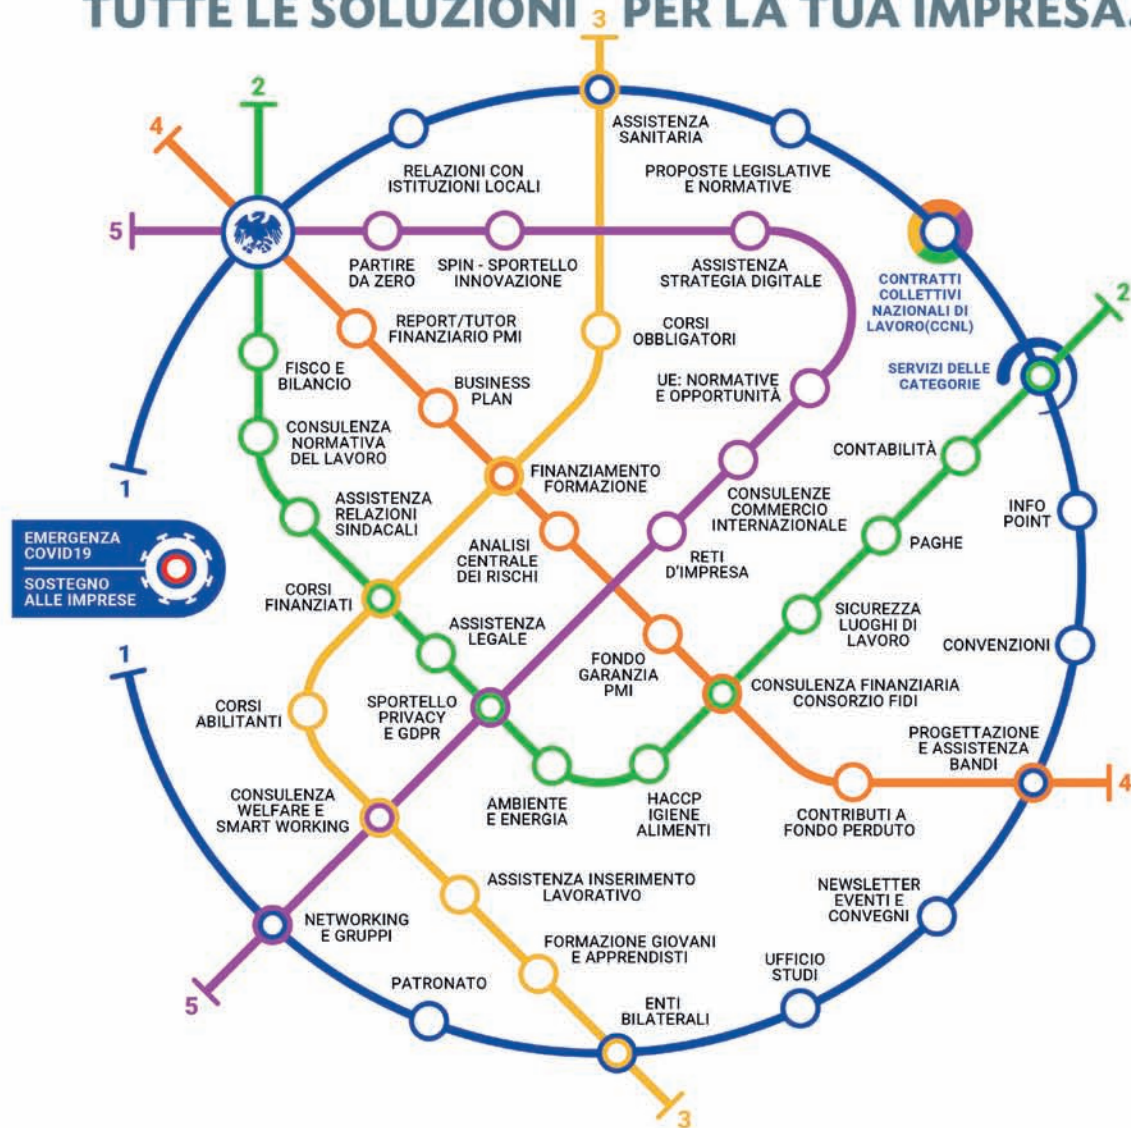 TUTTE LE SOLUZIONI PER LA TUA IMPRESA.
3
2
4
ASSISTENZA
SANITARIA
RELAZIONI CON
ISTITUZIONI LOCALI
PROPOSTE LEGISLATIVE
E NORMATIVE
5
PARTIRE
DA ZERO
SPIN - SPORTELLO
INNOVAZIONE
ASSISTENZA
STRATEGIA DIGITALE
CONTRATTI
COLLETTIVI
NAZIONALI DI
LAVORO(CCNL)
2
REPORT/TUTOR
FINANZIARIO PMI
CORSI
OBBLIGATORI
FISCO E
BILANCIO
BUSINESS
PLAN
UE: NORMATIVE
E OPPORTUNITÀ
SERVIZI DELLE
CATEGORIE
CONSULENZA
NORMATIVA
DEL LAVORO
CONTABILITÀ
1
FINANZIAMENTO
FORMAZIONE
CONSULENZE
COMMERCIO
INTERNAZIONALE
INFO
POINT
ASSISTENZA
RELAZIONI
SINDACALI
EMERGENZA
COVID19
SOSTEGNO
ALLE IMPRESE
ANALISI
CENTRALE
DEI RISCHI
RETI
D'IMPRESA
PAGHE
CORSI
FINANZIATI
SICUREZZA
LUOGHI DI
LAVORO
ASSISTENZA
LEGALE
CONVENZIONI
1
FONDO
GARANZIA
PMI
CONSULENZA FINANZIARIA
CONSORZIO FIDI
CORSI
ABILITANTI
SPORTELLO
PRIVACY
E GDPR
PROGETTAZIONE
E ASSISTENZA
BANDI
4
CONSULENZA
WELFARE E
SMART WORKING
AMBIENTE
E ENERGIA
HACCP
IGIENE
ALIMENTI
CONTRIBUTI A
FONDO PERDUTO
ASSISTENZA INSERIMENTO
LAVORATIVO
NEWSLETTER
EVENTI E
CONVEGNI
NETWORKING
E GRUPPI
FORMAZIONE GIOVANI
E APPRENDISTI
UFFICIO
STUDI
5
PATRONATO
ENTI
BILATERALI
3